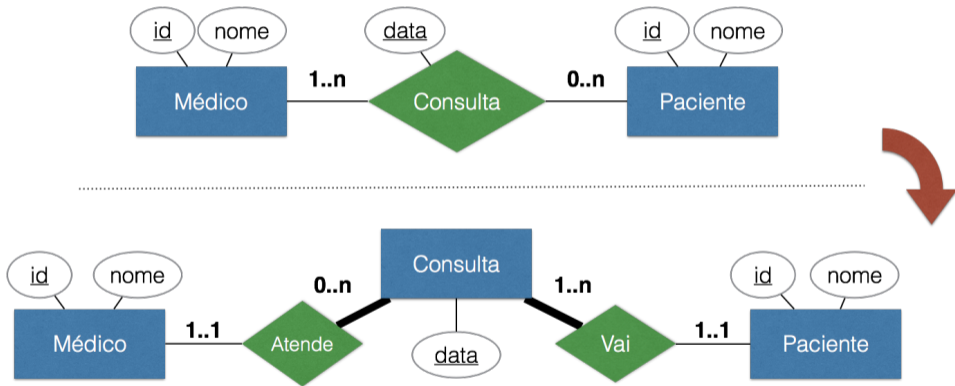 id nome data id nome
1..n 0..n
Médico Consulta Paciente
Consulta
id nome 0..n 1..n id nome
1..1 1..1
Médico Atende data Vai Paciente